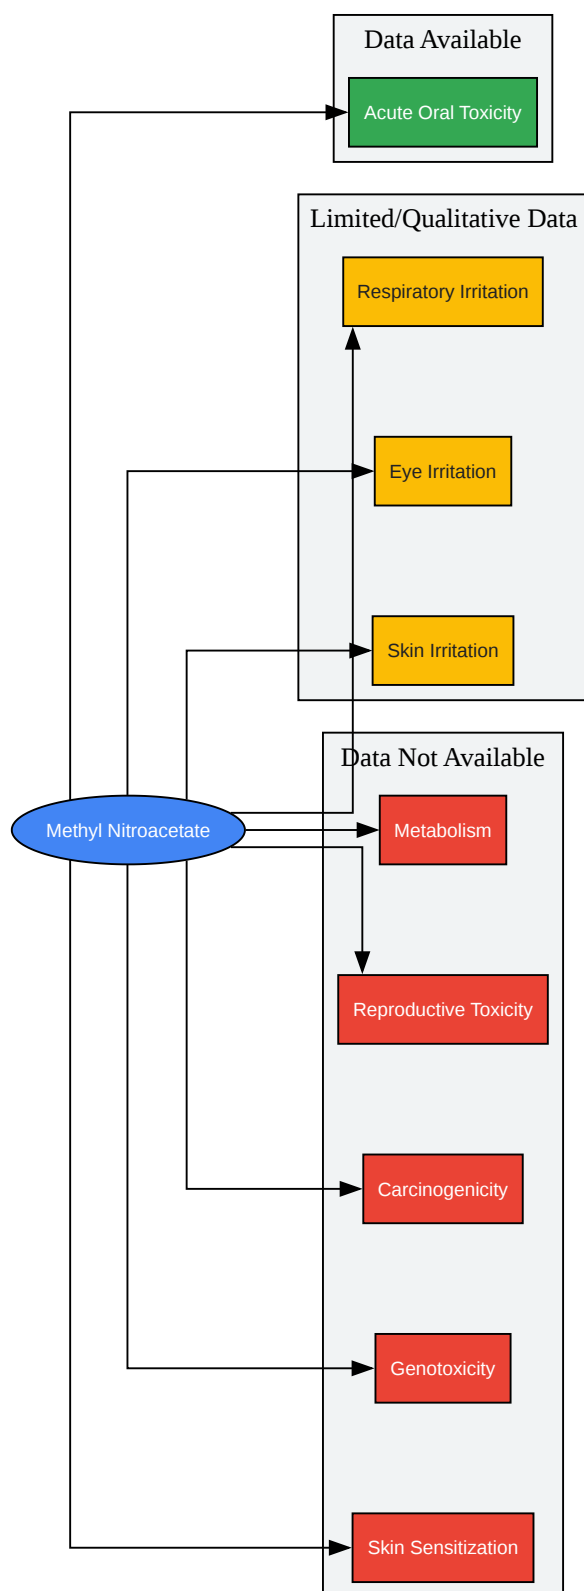 Data Available
Acute Oral Toxicity
Limited/Qualitative Data
Respiratory Irritation
Eye Irritation
Skin Irritation
Data Not Available
Methyl Nitroacetate
Metabolism
Reproductive Toxicity
Carcinogenicity
Genotoxicity
Skin Sensitization